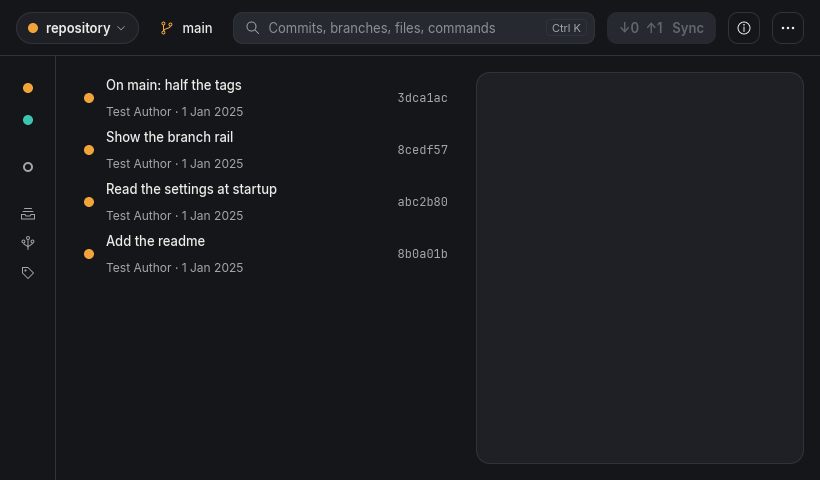 repository
main
Commits, branches, files, commands
Ctrl K
↓0 ↑1 Sync
On main: half the tags
Test Author · 1 Jan 2025
3dca1ac
Show the branch rail
Test Author · 1 Jan 2025
8cedf57
Read the settings at startup
Test Author · 1 Jan 2025
abc2b80
Add the readme
Test Author · 1 Jan 2025
8b0a01b